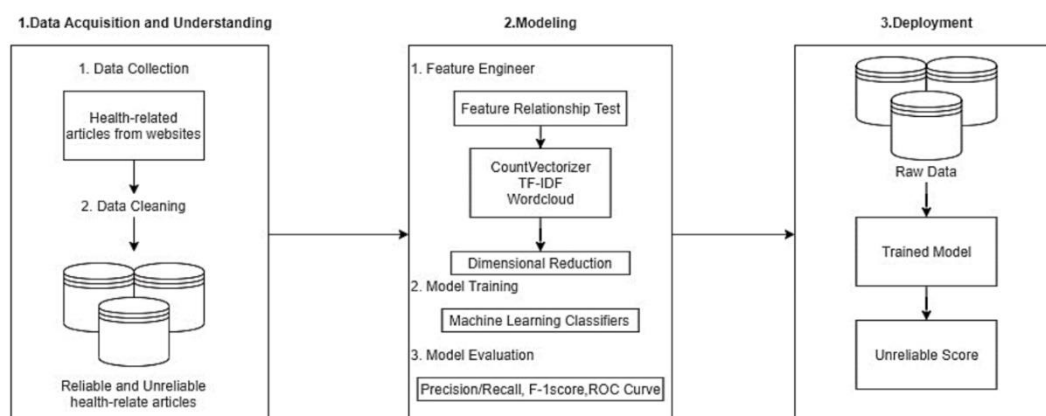 1.Data Acquisition and Understanding
1. Data Collection
Health-related
articles from websites
2. Data Cleaning
Reliable and Unreliable
health-relate articles
2.Modeling
1. Feature Engineer
Feature Relationship Test
CountVectorizer
TF-IDF
Wordcloud
Dimensional Reduction
2. Model Training
Machine Learning Classifiers
3. Model Evaluation
Precision/Recall, F-1score,ROC Curve
3.Deployment
Raw Data
Trained Model
Unreliable Score